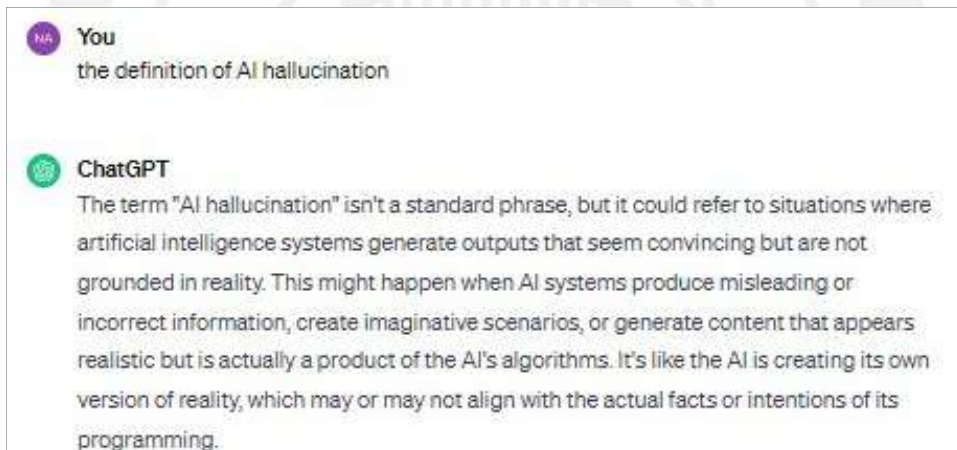 NA
You
the definition of AI hallucination
ChatGPT
The term "AI hallucination" isn't a standard phrase, but it could refer to situations where
artificial intelligence systems generate outputs that seem convincing but are not
grounded in reality. This might happen when AI systems produce misleading or
incorrect information, create imaginative scenarios, or generate content that appears
realistic but is actually a product of the AI's algorithms. It's like the AI is creating its own
version of reality, which may or may not align with the actual facts or intentions of its
programming.